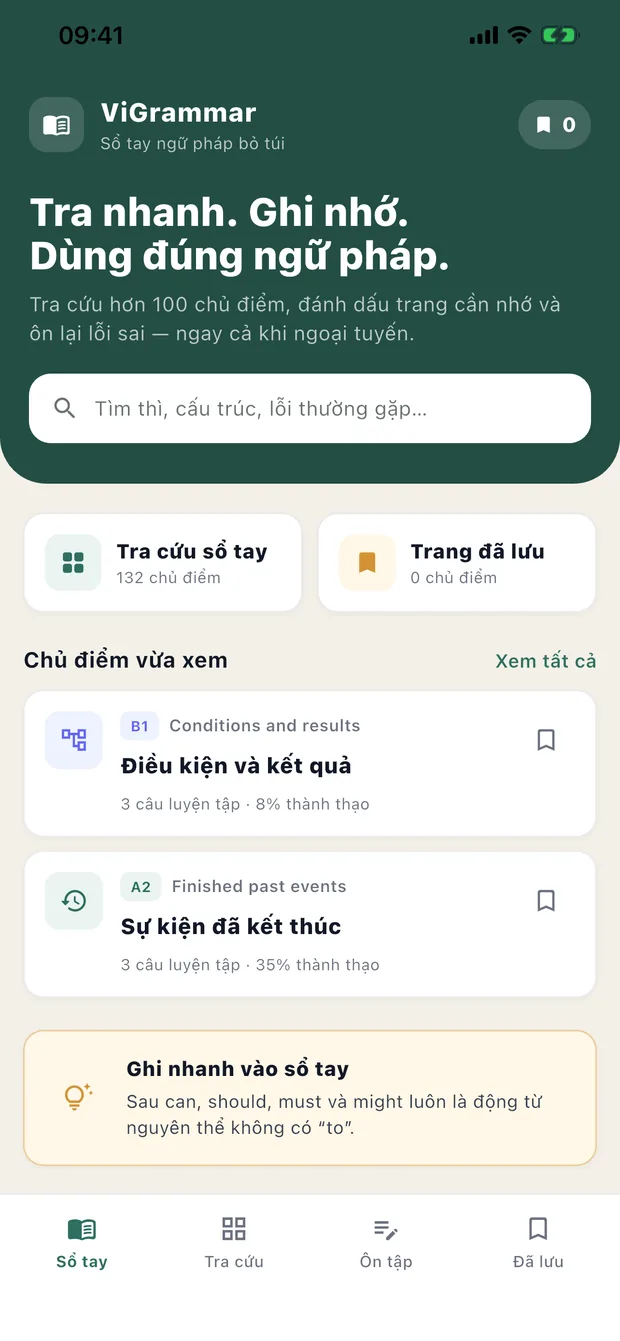 09:41
ViGrammar
Sổ tay ngữ pháp bỏ túi
0
Tra nhanh. Ghi nhớ.
Dùng đúng ngữ pháp.
Tra cứu hơn 100 chủ điểm, đánh dấu trang cần nhớ và
ôn lại lỗi sai — ngay cả khi ngoại tuyến.
Tìm thì, cấu trúc, lỗi thường gặp...
Tra cứu sổ tay
132 chủ điểm
Trang đã lưu
0 chủ điểm
Chủ điểm vừa xem
Xem tất cả
B1 Conditions and results
Điều kiện và kết quả
3 câu luyện tập · 8% thành thạo
A2 Finished past events
Sự kiện đã kết thúc
3 câu luyện tập · 35% thành thạo
Ghi nhanh vào sổ tay
Sau can, should, must và might luôn là động từ
nguyên thể không có “to”.
Sổ tay
Tra cứu
Ôn tập
Đã lưu